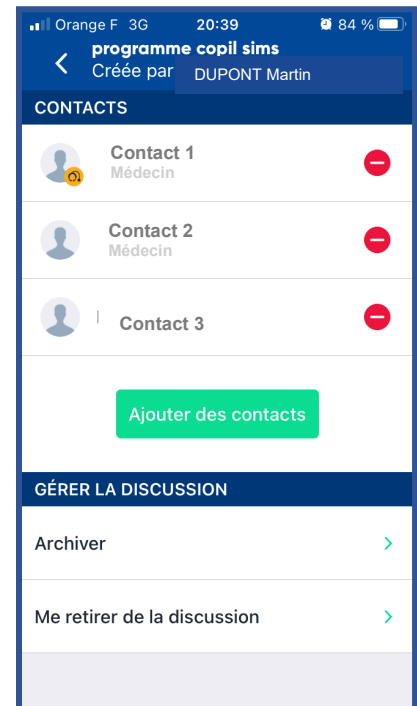 Orange F 3G 20:39 84 %
programme copil sims
Créée par DUPONT Martin
CONTACTS
Contact 1
Médecin
Contact 2
Médecin
Contact 3
Ajouter des contacts
GÉRER LA DISCUSSION
Archiver
Me retirer de la discussion